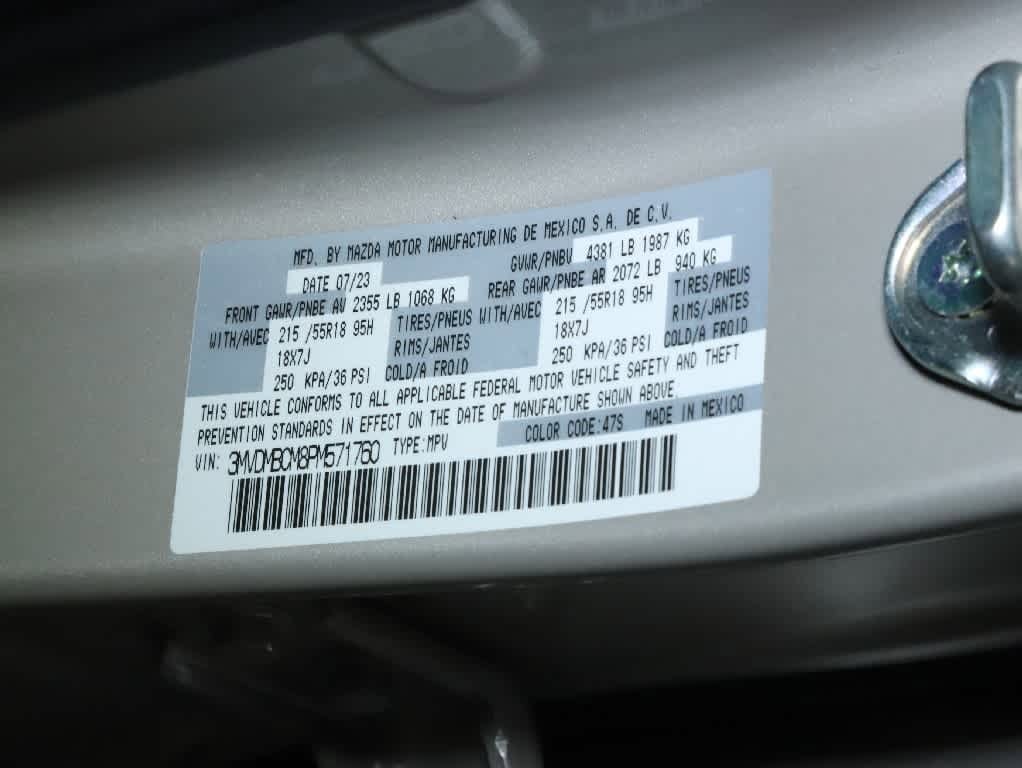 MFD. BY MAZDA MOTOR MANUFACTURING DE MEXICO S.A. DE C.V.
DATE 07/23 GVWR/PNBV 4381 LB 1987 KG
FRONT GAWR/PNBE AV 2355 LB 1068 KG REAR GAWR/PNBE AR 2072 LB 940 KG
WITH/AVEC 215 /55R18 95H TIRES/PNEUS WITH/AVEC 215 /55R18 95H TIRES/PNEUS
18X7J RIMS/JANTES 18X7J RIMS/JANTES
250 KPA/36 PSI COLD/A FROID 250 KPA/36 PSI COLD/A FROID
THIS VEHICLE CONFORMS TO ALL APPLICABLE FEDERAL MOTOR VEHICLE SAFETY AND THEFT
PREVENTION STANDARDS IN EFFECT ON THE DATE OF MANUFACTURE SHOWN ABOVE.
COLOR CODE:47S MADE IN MEXICO
VIN: 3MVDMBCM8PM571760 TYPE:MPV